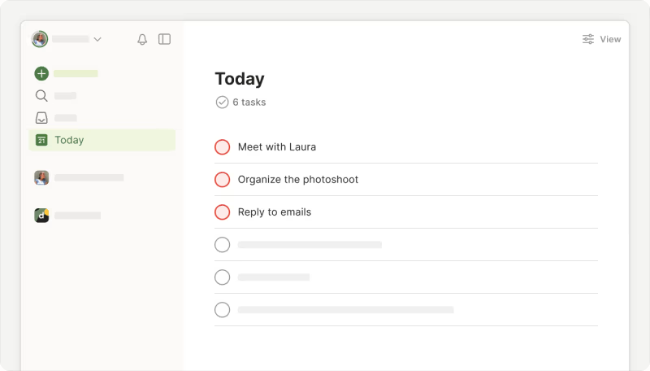 View
Today
6 tasks
Today
Meet with Laura
Organize the photoshoot
Reply to emails